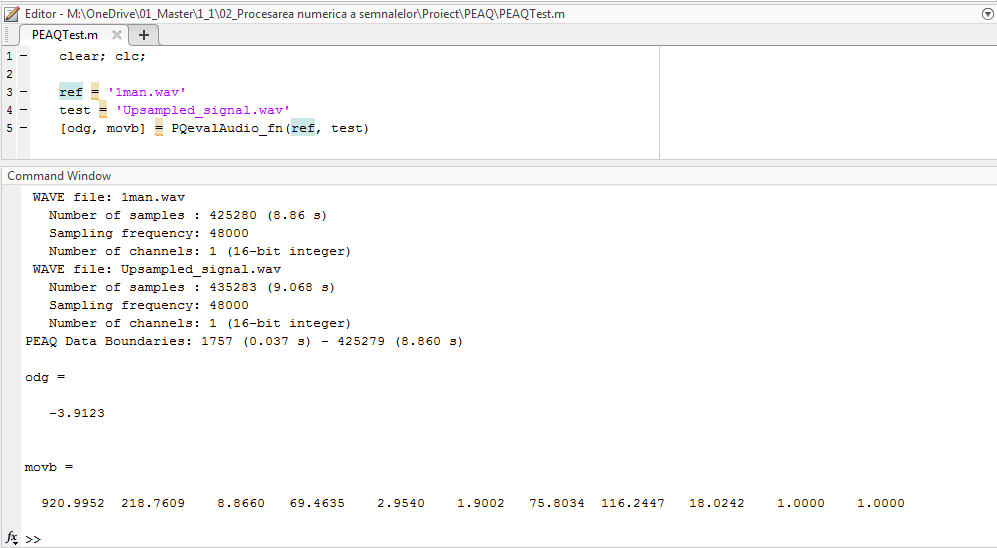 Editor - M:\OneDrive\01_Master\1_1\02_Procesarea numerica a semnalelor\Proiect\PEAQ\PEAQTest.m
PEAQTest.m × +
1 - clear; clc;
2
3 - ref = '1man.wav'
4 - test = 'Upsampled_signal.wav'
5 - [odg, movb] = PQevalAudio_fn(ref, test)
Command Window
WAVE file: 1man.wav
Number of samples : 425280 (8.86 s)
Sampling frequency: 48000
Number of channels: 1 (16-bit integer)
WAVE file: Upsampled_signal.wav
Number of samples : 435283 (9.068 s)
Sampling frequency: 48000
Number of channels: 1 (16-bit integer)
PEAQ Data Boundaries: 1757 (0.037 s) - 425279 (8.860 s)
odg =
-3.9123
movb =
920.9952 218.7609 8.8660 69.4635 2.9540 1.9002 75.8034 116.2447 18.0242 1.0000 1.0000
fx >>